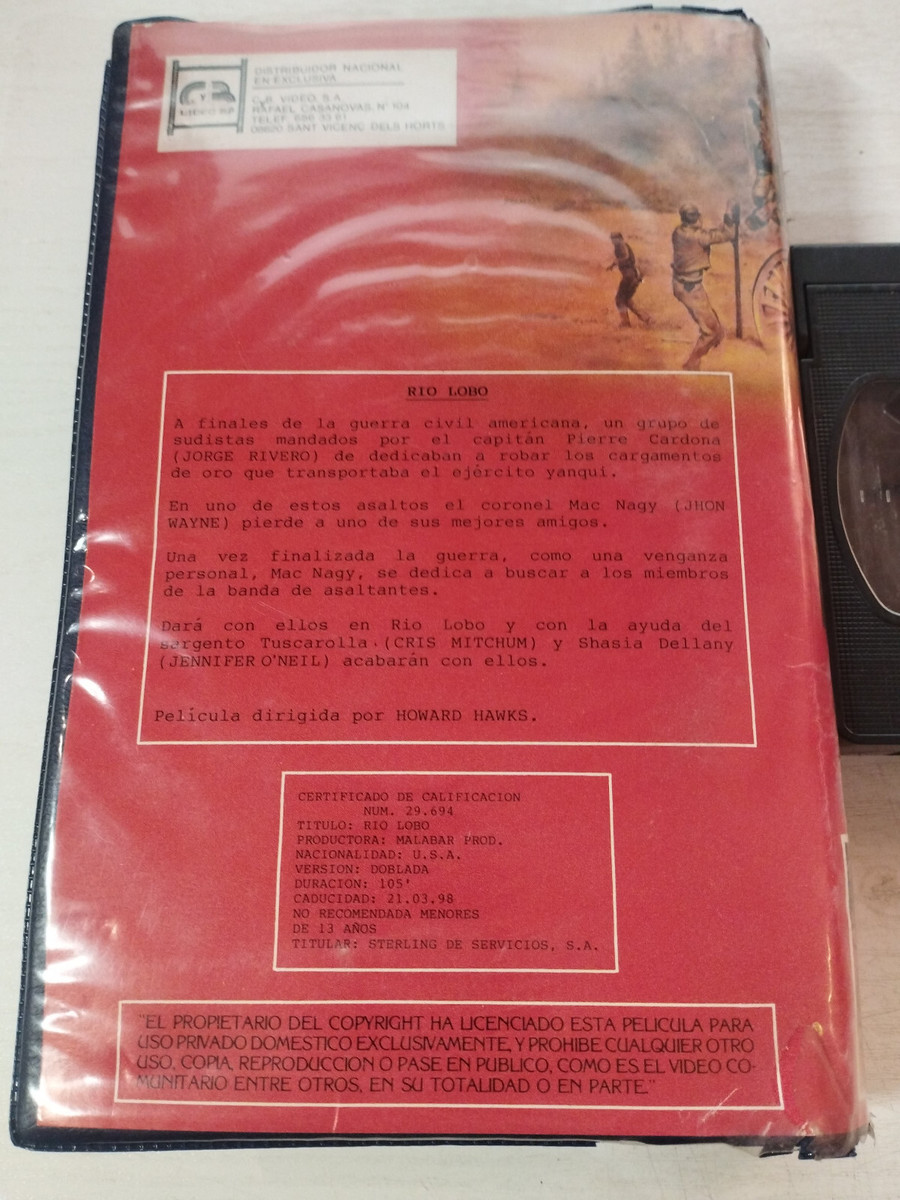 DISTRIBUIDOR NACIONAL
EN EXCLUSIVA
C.B. VIDEO, S.A.
RAFAEL CASANOVAS, Nº 104
TELEF. 656 33 61
08620 SANT VICENÇ DELS HORTS
RIO LOBO
A finales de la guerra civil americana, un grupo de
sudistas mandados por el capitán Pierre Cardona
(JORGE RIVERO) de dedicaban a robar los cargamentos
de oro que transportaba el ejército yanqui.
En uno de estos asaltos el coronel Mac Nagy (JHON
WAYNE) pierde a uno de sus mejores amigos.
Una vez finalizada la guerra, como una venganza
personal, Mac Nagy, se dedica a buscar a los miembros
de la banda de asaltantes.
Dará con ellos en Rio Lobo y con la ayuda del
sargento Tuscarolla (CRIS MITCHUM) y Shasia Dellany
(JENNIFER O'NEIL) acabarán con ellos.
Película dirigida por HOWARD HAWKS.
CERTIFICADO DE CALIFICACION
NUM. 29.694
TITULO: RIO LOBO
PRODUCTORA: MALABAR PROD.
NACIONALIDAD: U.S.A.
VERSION: DOBLADA
DURACION: 105'
CADUCIDAD: 21.03.98
NO RECOMENDADA MENORES
DE 13 AÑOS
TITULAR: STERLING DE SERVICIOS, S.A.
"EL PROPIETARIO DEL COPYRIGHT HA LICENCIADO ESTA PELICULA PARA
USO PRIVADO DOMESTICO EXCLUSIVAMENTE, Y PROHIBE CUALQUIER OTRO
USO, COPIA, REPRODUCCION O PASE EN PUBLICO, COMO ES EL VIDEO CO-
MUNITARIO ENTRE OTROS, EN SU TOTALIDAD O EN PARTE."